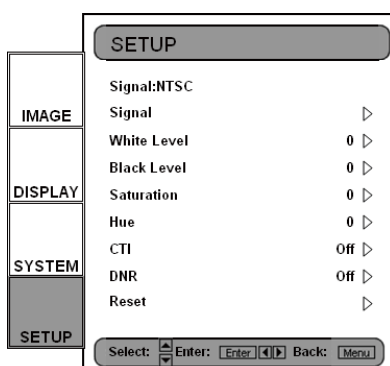 SETUP
Signal:NTSC
Signal
White Level 0
Black Level 0
Saturation 0
Hue 0
CTI Off
DNR Off
Reset
IMAGE
DISPLAY
SYSTEM
SETUP
Select: Enter: Enter Back: Menu